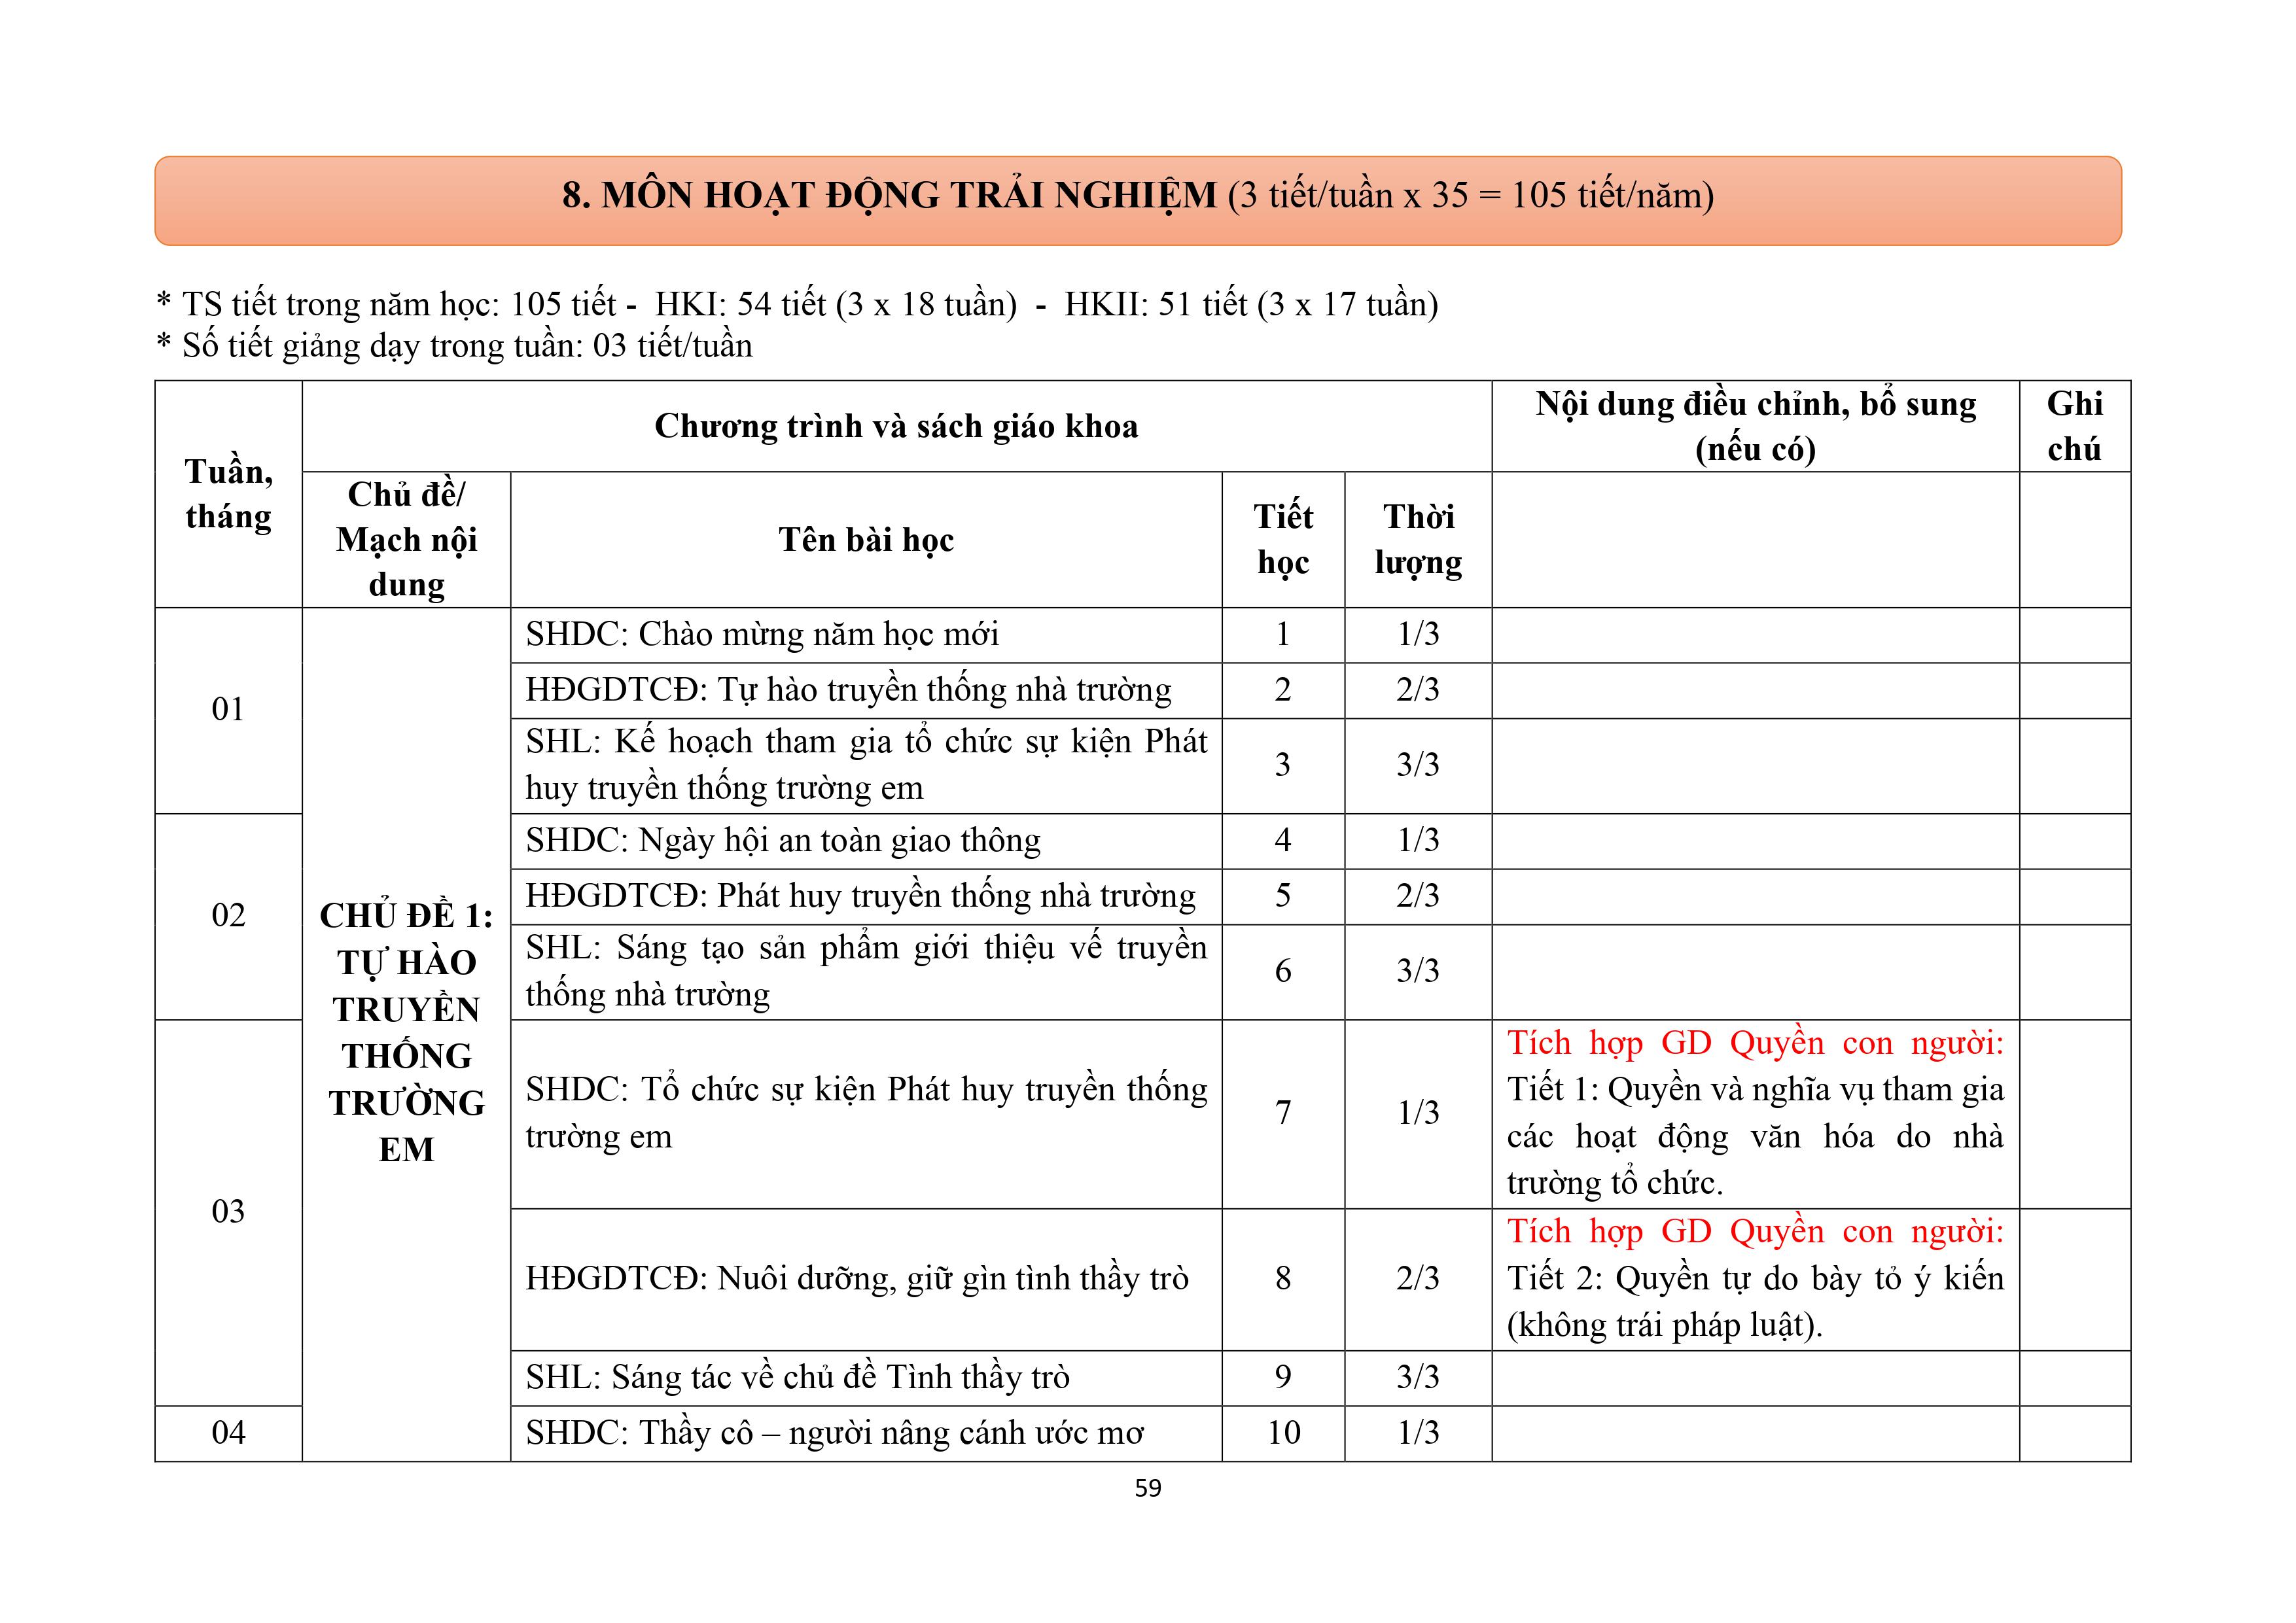 8. MÔN HOẠT ĐỘNG TRẢI NGHIỆM (3 tiết/tuần x 35 = 105 tiết/năm)
* TS tiết trong năm học: 105 tiết - HKI: 54 tiết (3 x 18 tuần) - HKII: 51 tiết (3 x 17 tuần)
* Số tiết giảng dạy trong tuần: 03 tiết/tuần
Tuần,
tháng
Chương trình và sách giáo khoa
Nội dung điều chỉnh, bổ sung
(nếu có)
Ghi
chú
Chủ đề/
Mạch nội
dung
Tên bài học
Tiết
học
Thời
lượng
01
CHỦ ĐỀ 1:
TỰ HÀO
TRUYỀN
THỐNG
TRƯỜNG
EM
SHDC: Chào mừng năm học mới
1
1/3
HĐGDTCĐ: Tự hào truyền thống nhà trường
2
2/3
SHL: Kế hoạch tham gia tổ chức sự kiện Phát
huy truyền thống trường em
3
3/3
02
SHDC: Ngày hội an toàn giao thông
4
1/3
HĐGDTCĐ: Phát huy truyền thống nhà trường
5
2/3
SHL: Sáng tạo sản phẩm giới thiệu vế truyền
thống nhà trường
6
3/3
03
SHDC: Tổ chức sự kiện Phát huy truyền thống
trường em
7
1/3
Tích hợp GD Quyền con người:
Tiết 1: Quyền và nghĩa vụ tham gia
các hoạt động văn hóa do nhà
trường tổ chức.
HĐGDTCĐ: Nuôi dưỡng, giữ gìn tình thầy trò
8
2/3
Tích hợp GD Quyền con người:
Tiết 2: Quyền tự do bày tỏ ý kiến
(không trái pháp luật).
SHL: Sáng tác về chủ đề Tình thầy trò
9
3/3
04
SHDC: Thầy cô – người nâng cánh ước mơ
10
1/3
59